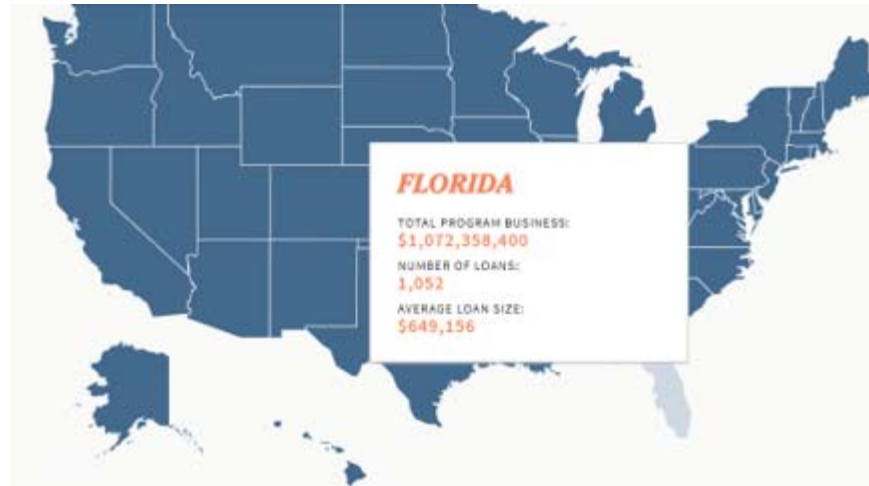 FLORIDA
TOTAL PROGRAM BUSINESS:
$1,072,358,400
NUMBER OF LOANS:
1,052
AVERAGE LOAN SIZE:
$649,156